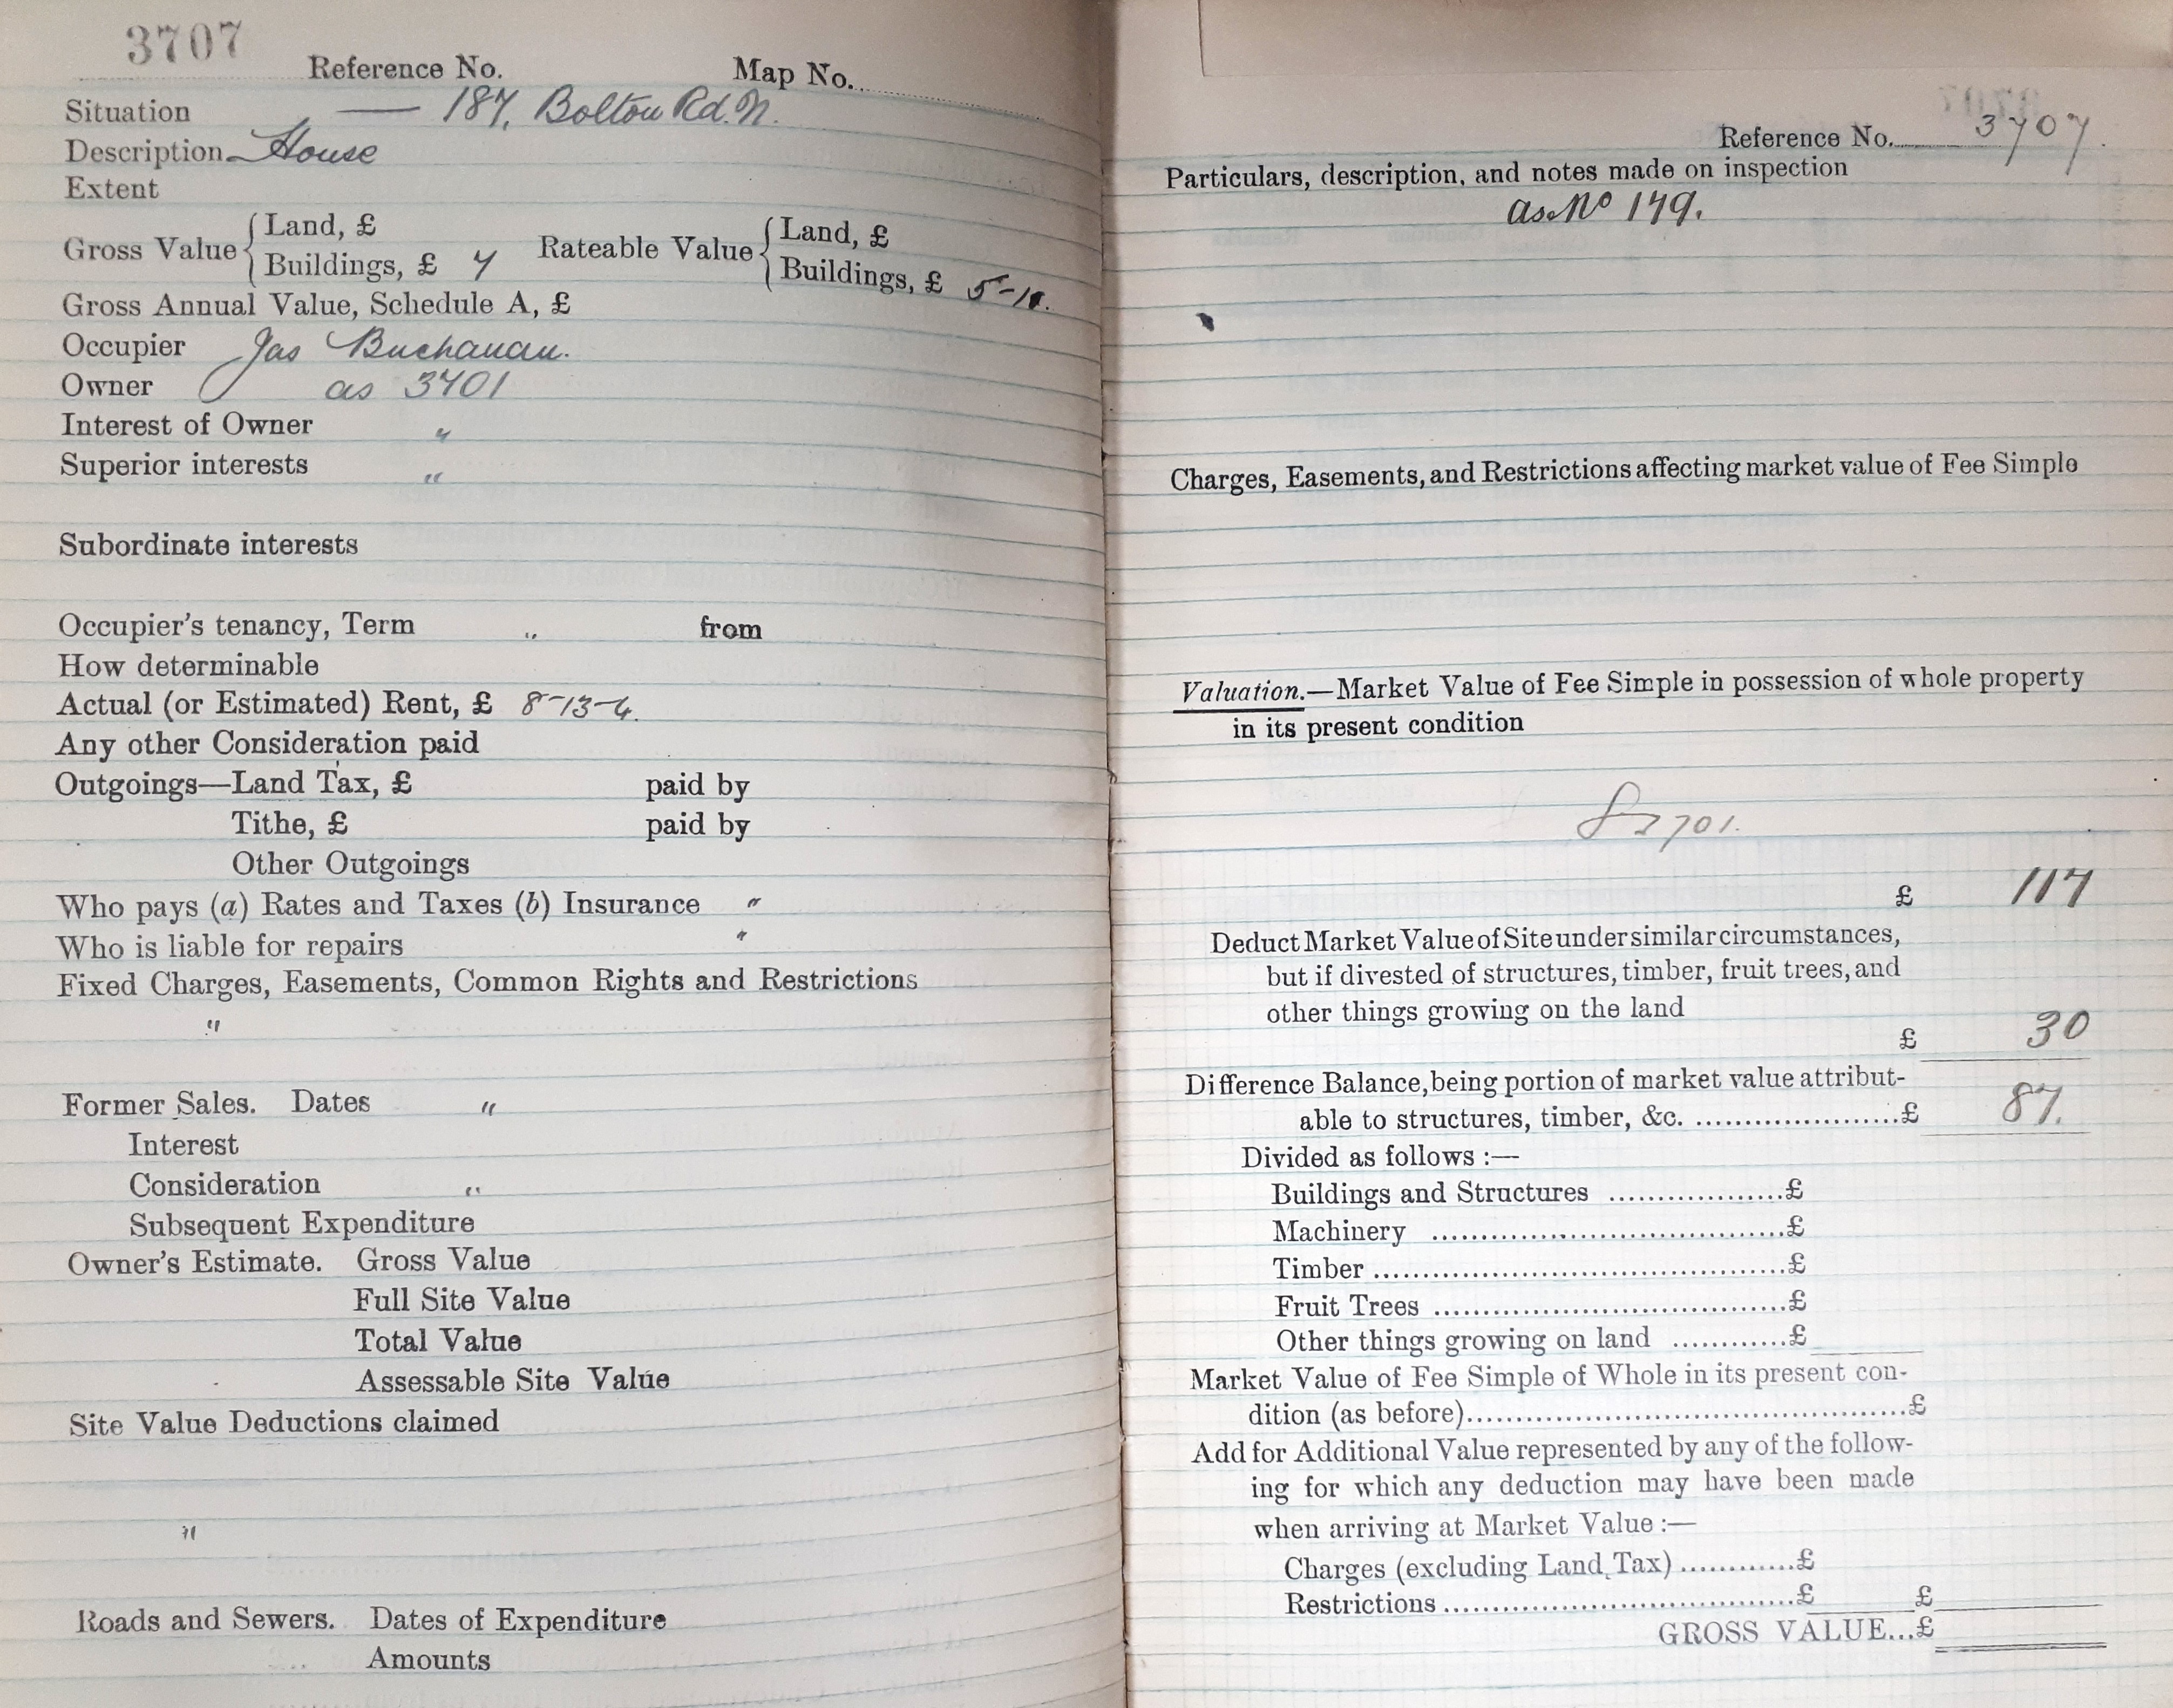 3707
Reference No. Map No.
Situation — 187, Bolton Rd. N.
Description House
Extent
Gross Value { Land, £
Buildings, £ 7
Rateable Value { Land, £
Buildings, £ 5-10.
Gross Annual Value, Schedule A, £
Occupier Jas Buchanan.
Owner as 3701
Interest of Owner "
Superior interests "
Subordinate interests
Occupier's tenancy, Term " from
How determinable
Actual (or Estimated) Rent, £ 8-13-4.
Any other Consideration paid
Outgoings—Land Tax, £ paid by
Tithe, £ paid by
Other Outgoings
Who pays (a) Rates and Taxes (b) Insurance "
Who is liable for repairs "
Fixed Charges, Easements, Common Rights and Restrictions
"
Former Sales. Dates "
Interest
Consideration "
Subsequent Expenditure
Owner's Estimate. Gross Value
Full Site Value
Total Value
Assessable Site Value
Site Value Deductions claimed
"
Roads and Sewers. Dates of Expenditure
Amounts
Reference No. 3707.
Particulars, description, and notes made on inspection
as No 179.
Charges, Easements, and Restrictions affecting market value of Fee Simple
Valuation.—Market Value of Fee Simple in possession of whole property
in its present condition
3701.
£ 117
Deduct Market Value of Site under similar circumstances,
but if divested of structures, timber, fruit trees, and
other things growing on the land
£ 30
Difference Balance, being portion of market value attribut-
able to structures, timber, &c. ........................£ 87.
Divided as follows :—
Buildings and Structures ..................£
Machinery ....................................£
Timber ..........................................£
Fruit Trees ....................................£
Other things growing on land ............£
Market Value of Fee Simple of Whole in its present con-
dition (as before)....................................................£
Add for Additional Value represented by any of the follow-
ing for which any deduction may have been made
when arriving at Market Value :—
Charges (excluding Land Tax) ............£
Restrictions ....................................£ £
GROSS VALUE...£